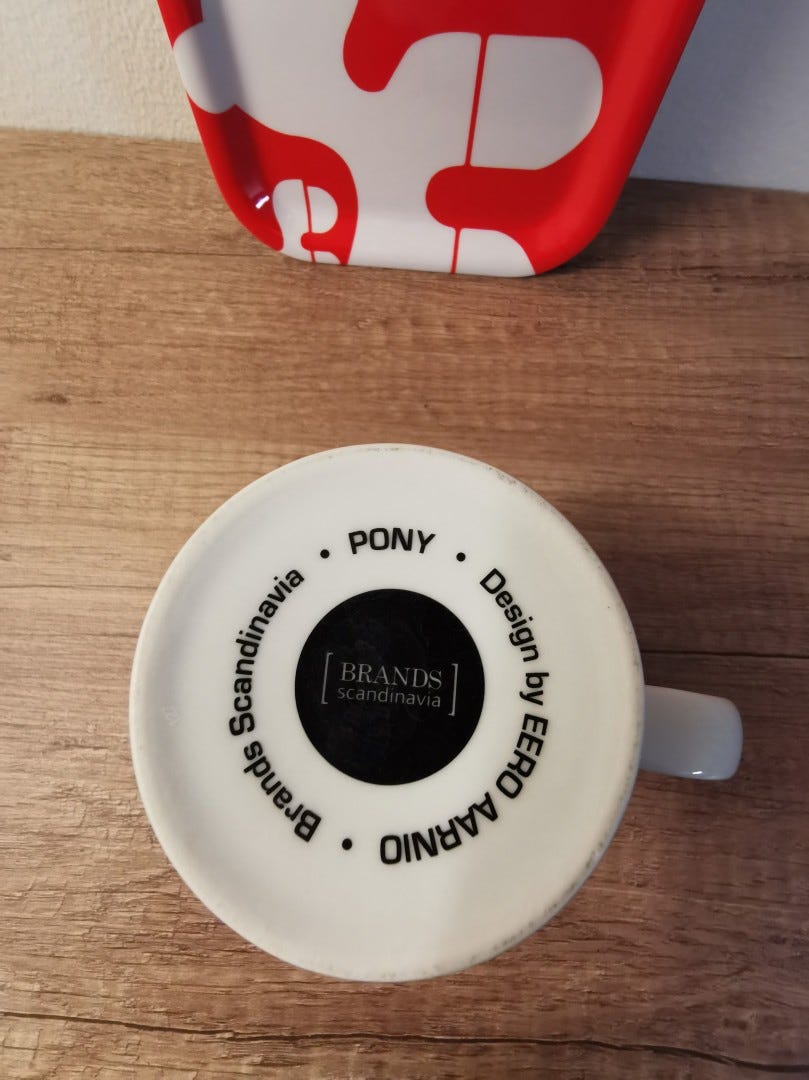 • PONY • Design by EERO AARNIO • Brands Scandinavia
[BRANDS]
scandinavia